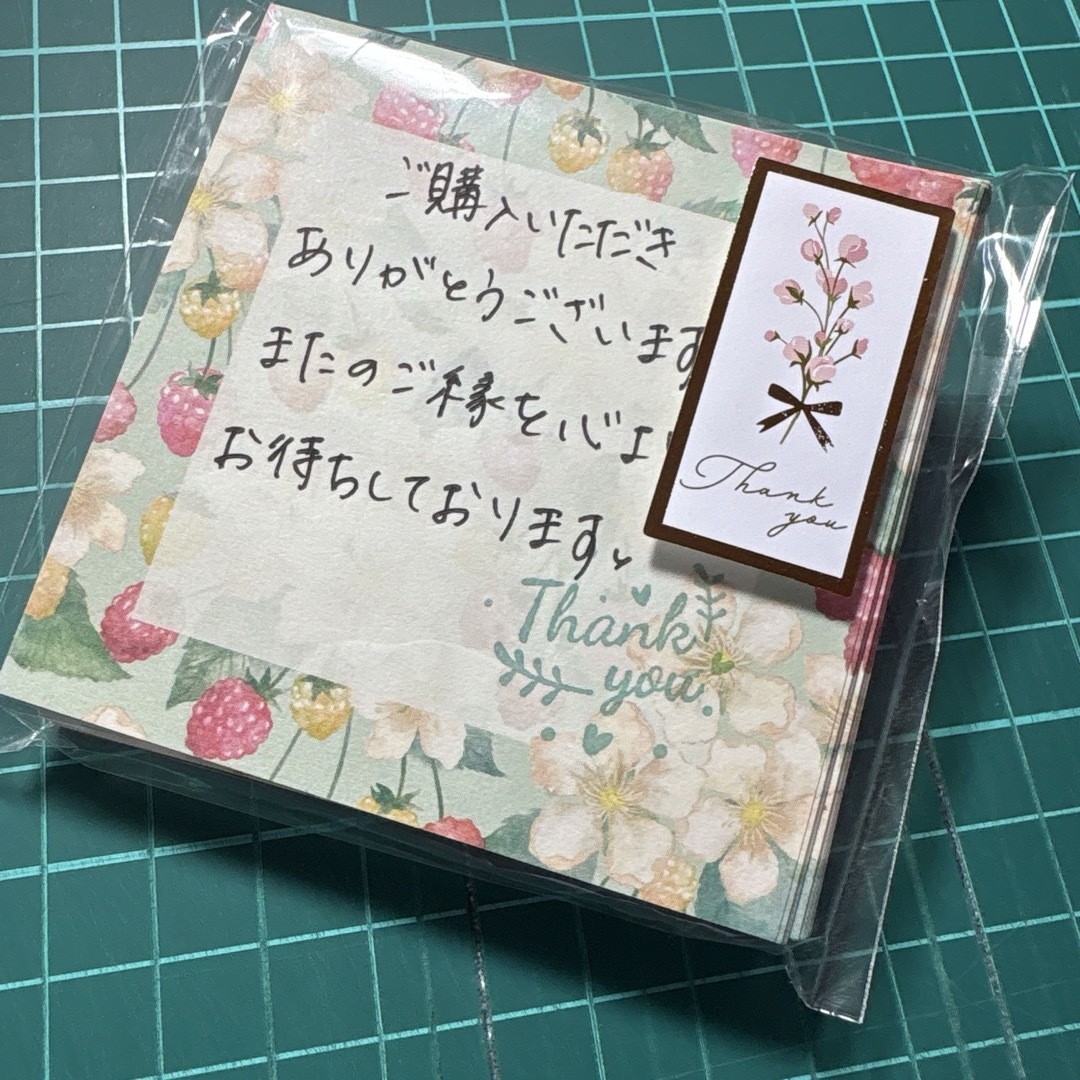 ご購入いただき
ありがとうございます
またのご縁を心より
お待ちしております。
Thank
you
Thank
you